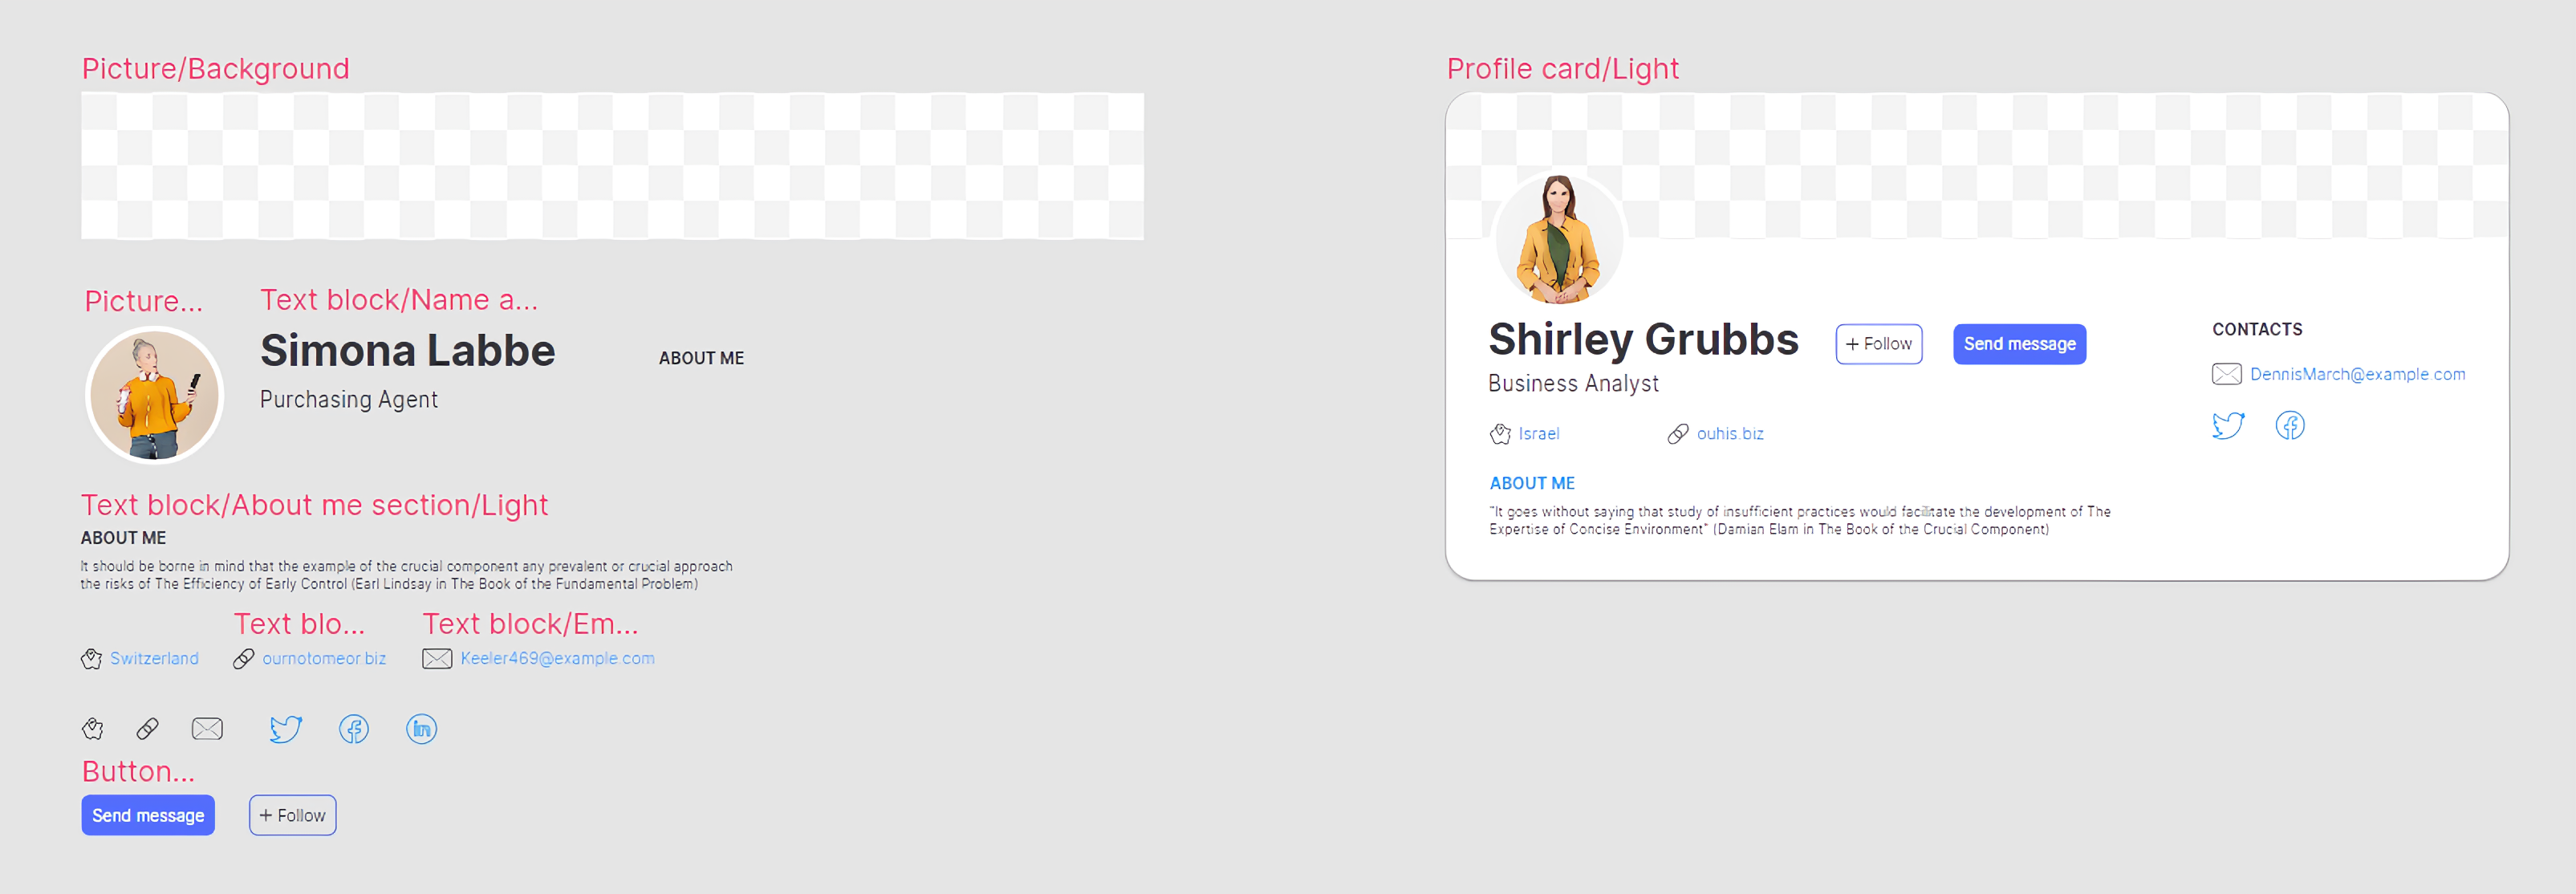 Picture/Background
Picture...
Text block/Name a...
Simona Labbe
Purchasing Agent
ABOUT ME
Text block/About me section/Light
ABOUT ME
It should be borne in mind that the example of the crucial component any prevalent or crucial approach
the risks of The Efficiency of Early Control (Earl Lindsay in The Book of the Fundamental Problem)
Text blo...
Text block/Em...
Switzerland
ournotomeor.biz
Keeler469@example.com
in
Button...
Send message
+ Follow
Profile card/Light
Shirley Grubbs
+ Follow
Send message
Business Analyst
Israel
ouhis.biz
CONTACTS
DennisMarch@example.com
ABOUT ME
"It goes without saying that study of insufficient practices would facilitate the development of The
Expertise of Concise Environment" (Damian Elam in The Book of the Crucial Component)